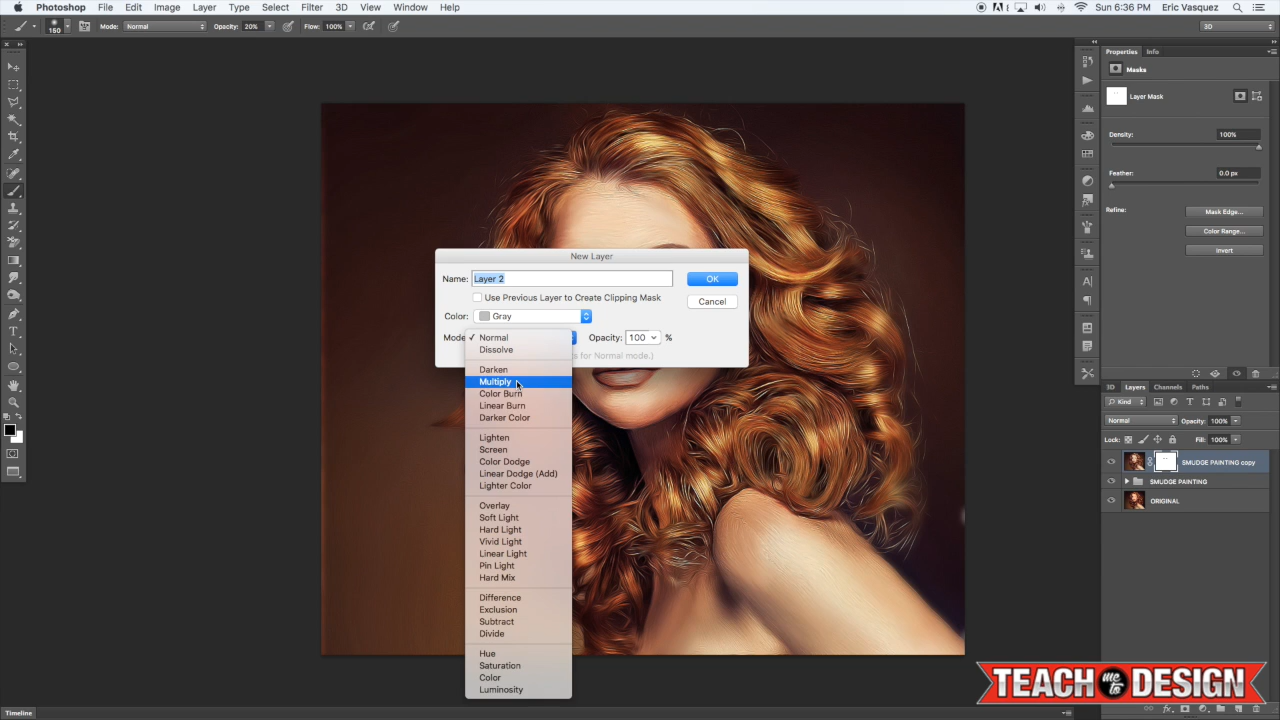 Photoshop File Edit Image Layer Type Select Filter 3D View Window Help Sun 6:36 PM Eric Vasquez
150 Mode: Normal Opacity: 20% Flow: 100% 3D
Properties Info
Masks
Layer Mask
Density: 100%
Feather: 0.0 px
Refine: Mask Edge...
Color Range...
Invert
New Layer
Name: Layer 2 OK
Use Previous Layer to Create Clipping Mask
Cancel
Color: Gray
Mode Normal Opacity: 100 %
Dissolve
s for Normal mode.)
Darken
Multiply
Color Burn
Linear Burn
Darker Color
Lighten
Screen
Color Dodge
Linear Dodge (Add)
Lighter Color
Overlay
Soft Light
Hard Light
Vivid Light
Linear Light
Pin Light
Hard Mix
Difference
Exclusion
Subtract
Divide
Hue
Saturation
Color
Luminosity
3D Layers Channels Paths
Kind
Normal Opacity: 100%
Lock: Fill: 100%
SMUDGE PAINTING copy
SMUDGE PAINTING
ORIGINAL
TEACH me to DESIGN
Timeline